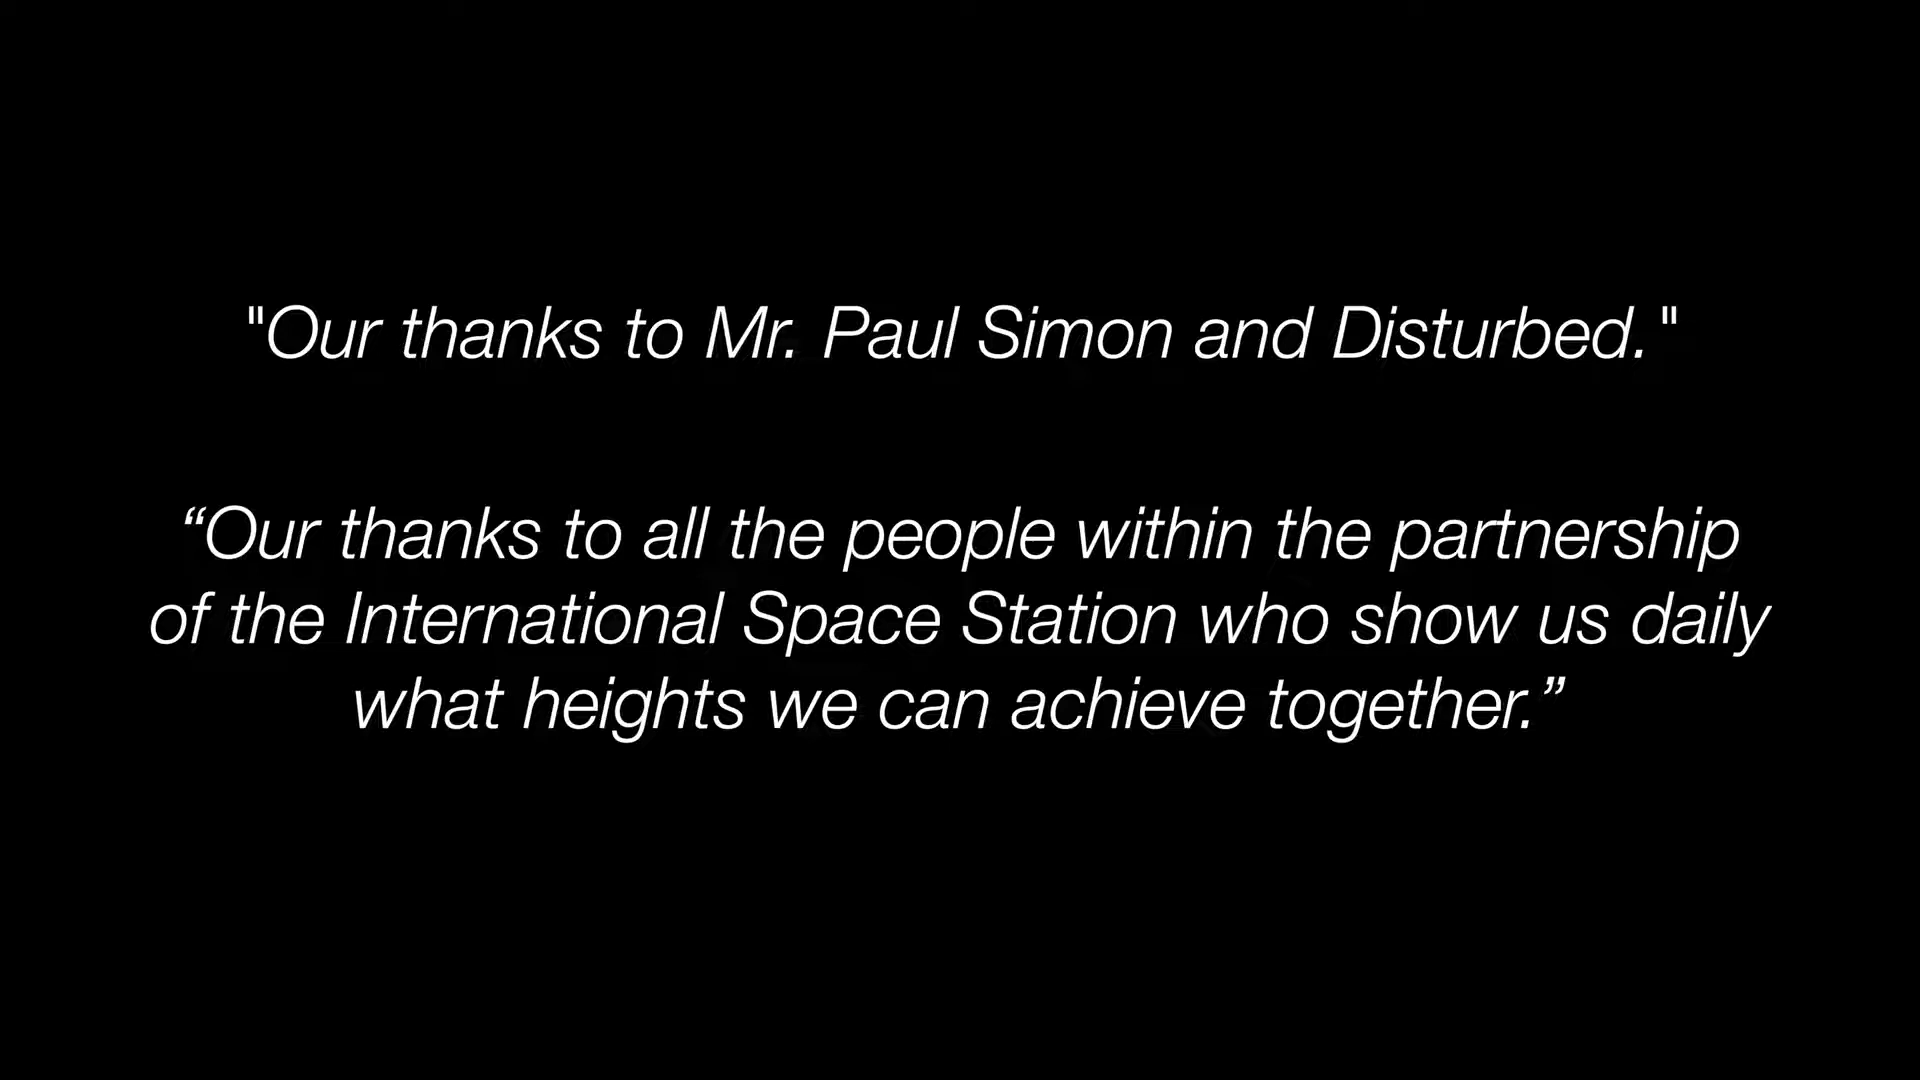 "Our thanks to Mr. Paul Simon and Disturbed."
“Our thanks to all the people within the partnership
of the International Space Station who show us daily
what heights we can achieve together.”